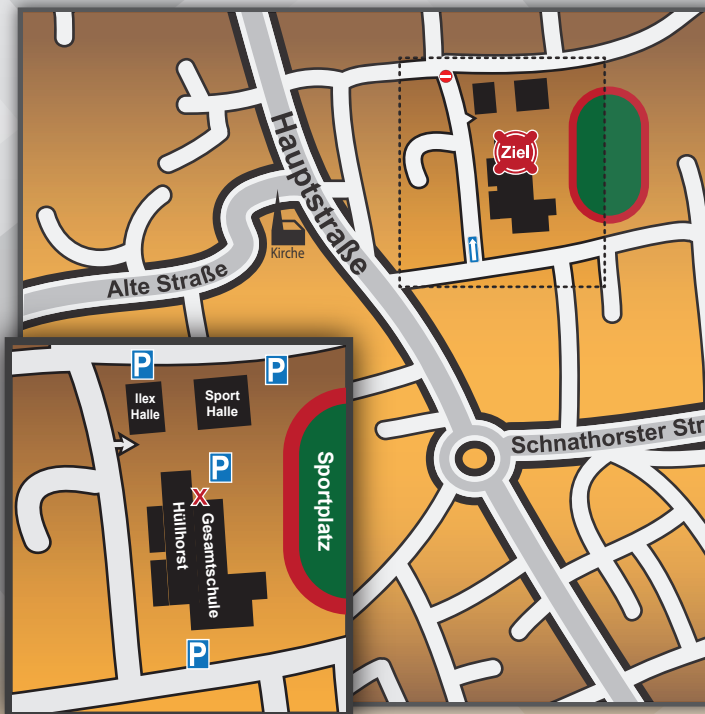 Hauptstraße
Ziel
Kirche
Alte Straße
Schnathorster Str
P
P
Ilex
Halle
Sport
Halle
P
X
Hüllhorst
Gesamtschule
Sportplatz
P